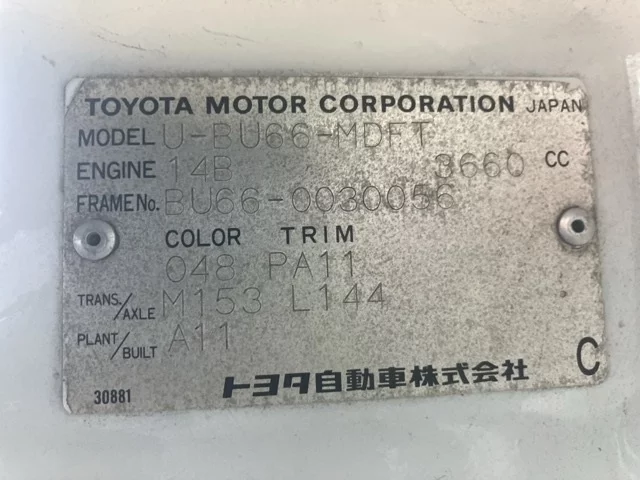 TOYOTA MOTOR CORPORATION JAPAN
MODEL U-BU66-MDFT
ENGINE 14B 3660 CC
FRAME No. BU66-0030056
COLOR TRIM
048 PA11
TRANS./AXLE M153 L144
PLANT/BUILT A11
C
30881 トヨタ自動車株式会社